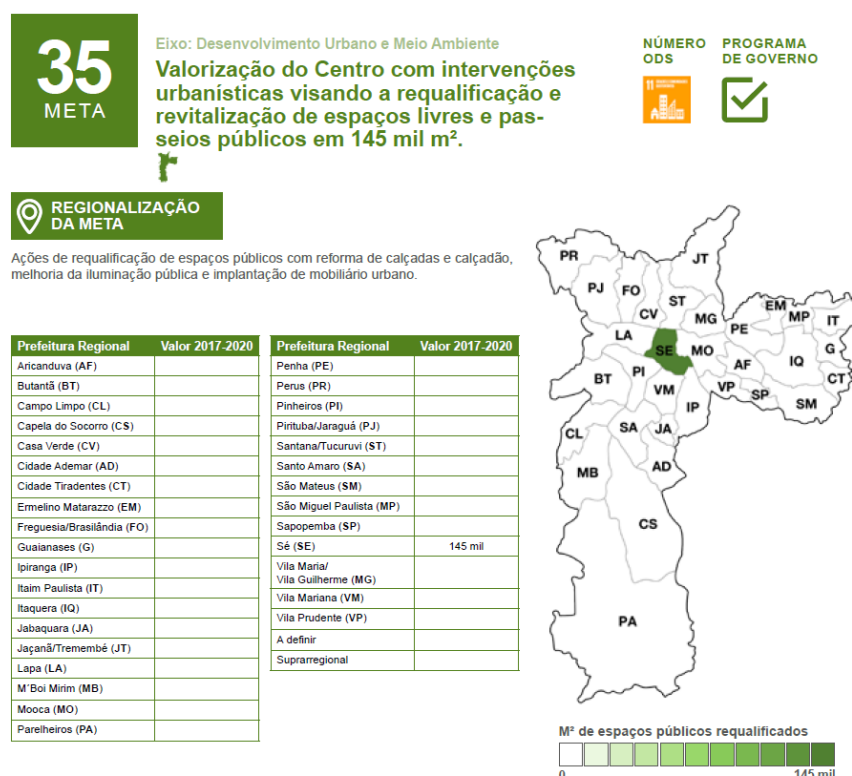 35
META
Eixo: Desenvolvimento Urbano e Meio Ambiente
Valorização do Centro com intervenções
urbanísticas visando a requalificação e
revitalização de espaços livres e pas-
seios públicos em 145 mil m².
NÚMERO
ODS
11
PROGRAMA
DE GOVERNO
REGIONALIZAÇÃO
DA META
Ações de requalificação de espaços públicos com reforma de calçadas e calçadão,
melhoria da iluminação pública e implantação de mobiliário urbano.
Prefeitura Regional Valor 2017-2020
Aricanduva (AF)
Butantã (BT)
Campo Limpo (CL)
Capela do Socorro (CS)
Casa Verde (CV)
Cidade Ademar (AD)
Cidade Tiradentes (CT)
Ermelino Matarazzo (EM)
Freguesia/Brasilândia (FO)
Guaianases (G)
Ipiranga (IP)
Itaim Paulista (IT)
Itaquera (IQ)
Jabaquara (JA)
Jaçanã/Tremembé (JT)
Lapa (LA)
M´Boi Mirim (MB)
Mooca (MO)
Parelheiros (PA)
Prefeitura Regional Valor 2017-2020
Penha (PE)
Perus (PR)
Pinheiros (PI)
Pirituba/Jaraguá (PJ)
Santana/Tucuruvi (ST)
Santo Amaro (SA)
São Mateus (SM)
São Miguel Paulista (MP)
Sapopemba (SP)
Sé (SE) 145 mil
Vila Maria/
Vila Guilherme (MG)
Vila Mariana (VM)
Vila Prudente (VP)
A definir
Suprarregional
PR
JT
PJ
FO
ST
CV
MG
EM
MP
IT
PE
LA
SE
MO
G
AF
IQ
PI
BT
CT
VM
VP
SP
SM
IP
CL
SA
JA
MB
AD
CS
PA
M² de espaços públicos requalificados
0 145 mil